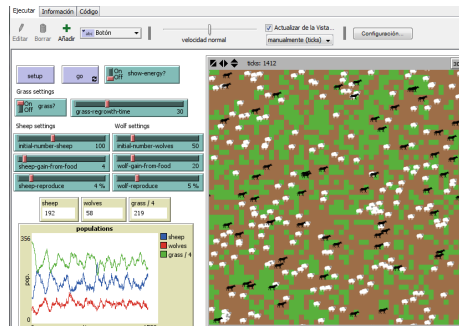 Ejecutar Información Código
Editar Borrar Añadir
Abc Botón
velocidad normal
Actualizar de la Vista...
manualmente (ticks)
Configuración...
ticks: 1412
setup
go
On
Off
show-energy?
Grass settings
On
Off
grass?
grass-regrowth-time 30
Sheep settings
Wolf settings
initial-number-sheep 100
initial-number-wolves 50
sheep-gain-from-food 4
wolf-gain-from-food 20
sheep-reproduce 4 %
wolf-reproduce 5 %
sheep
192
wolves
58
grass / 4
219
populations
356
pop.
0
sheep
wolves
grass / 4